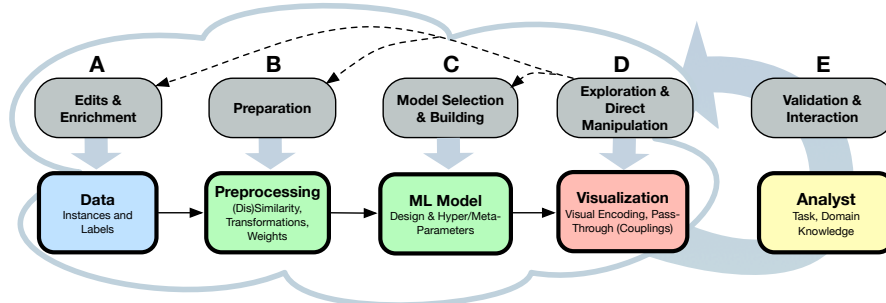 A
B
C
D
E
Edits &
Enrichment
Preparation
Model Selection
& Building
Exploration &
Direct
Manipulation
Validation &
Interaction
Data
Instances and
Labels
Preprocessing
(Dis)Similarity,
Transformations,
Weights
ML Model
Design & Hyper/Meta-
Parameters
Visualization
Visual Encoding, Pass-
Through (Couplings)
Analyst
Task, Domain
Knowledge